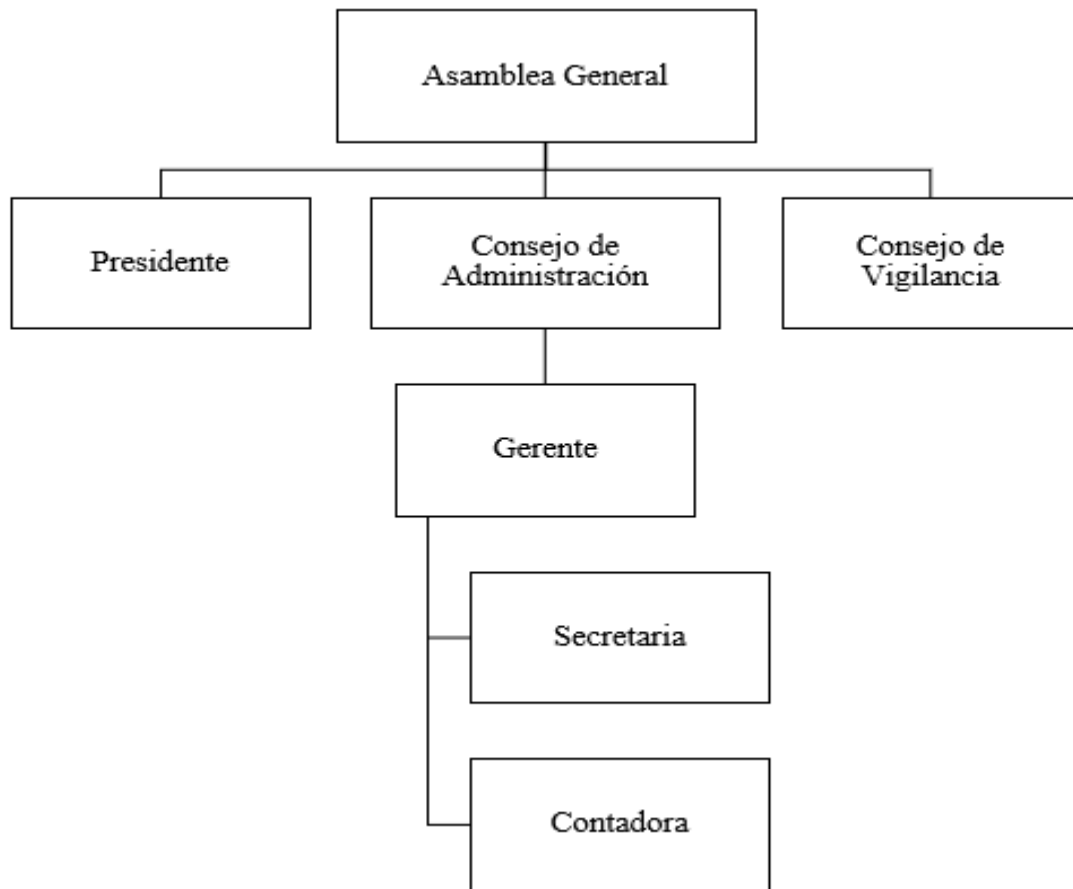 Asamblea General
Presidente
Consejo de
Administración
Consejo de
Vigilancia
Gerente
Secretaria
Contadora